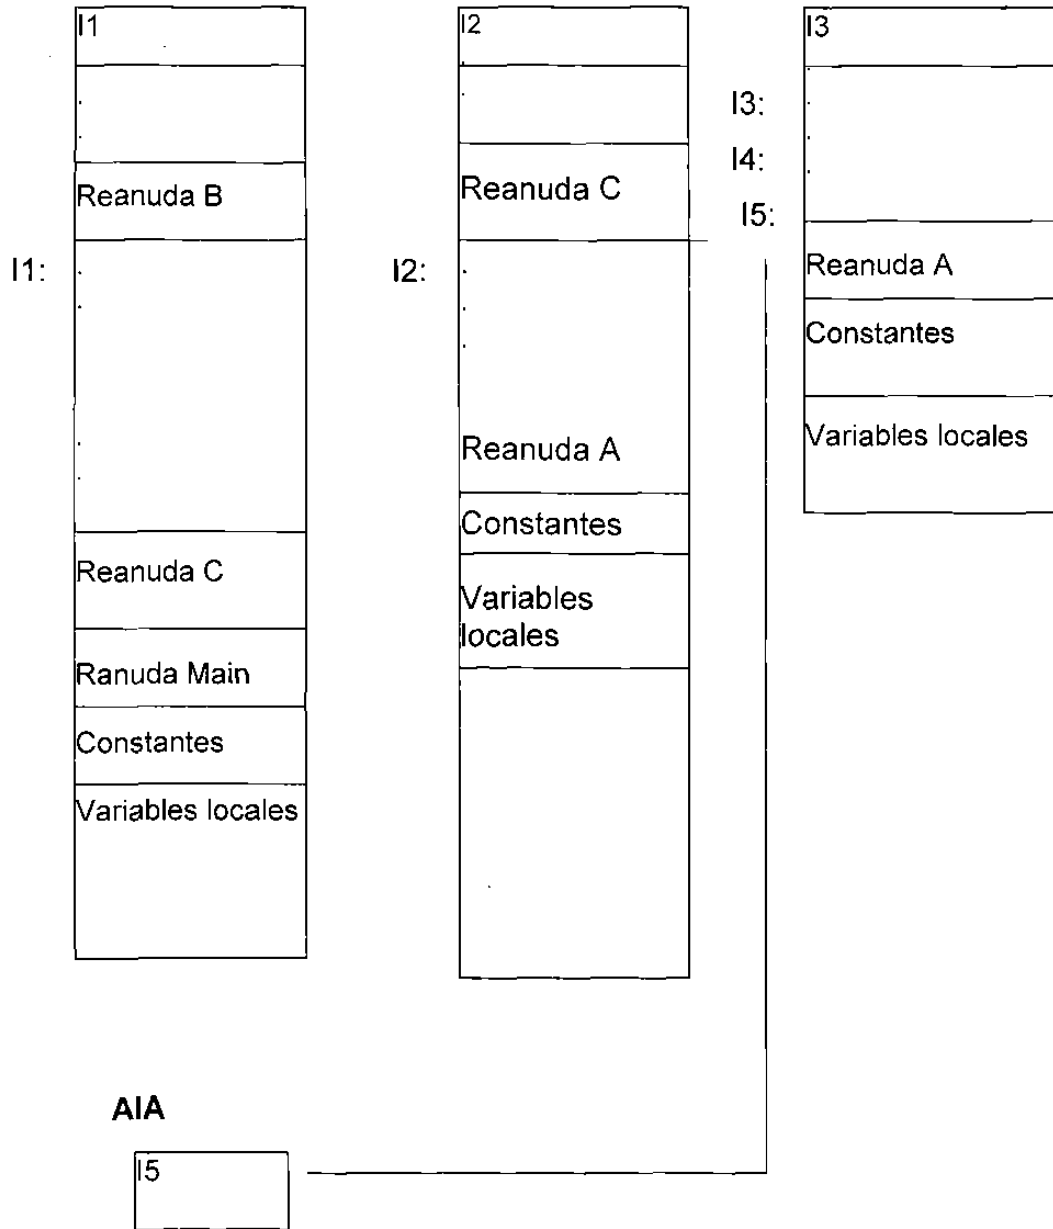 I1
Reanuda B
I1:
Reanuda C
Ranuda Main
Constantes
Variables locales
I2
Reanuda C
I2:
Reanuda A
Constantes
Variables
locales
I3
I3:
I4:
I5:
Reanuda A
Constantes
Variables locales
AIA
I5